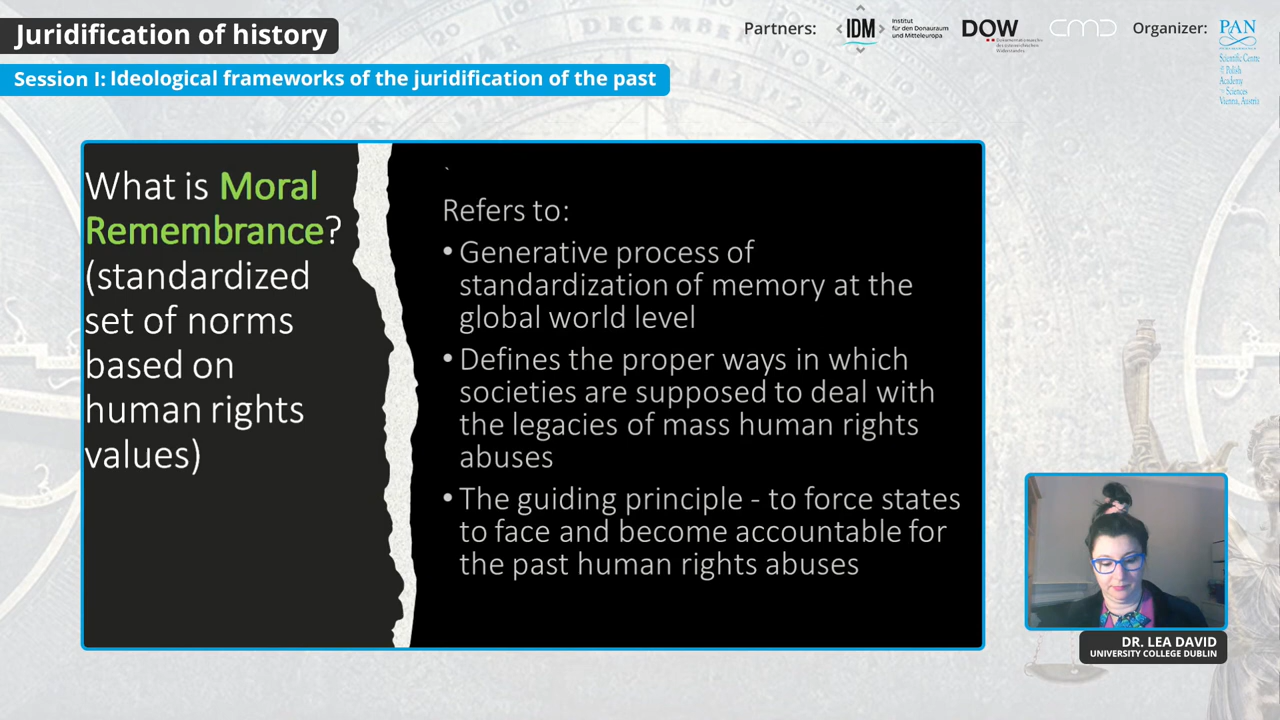 Juridification of history
Session I: Ideological frameworks of the juridification of the past
Partners:
IDM
Institut
für den Donauraum
und Mitteleuropa
DOW
Organizer:
PAN
Scientific Centre
Polish
Academy
Sciences
Vienna, Austria
DECEMBER
What is Moral
Remembrance?
(standardized
set of norms
based on
human rights
values)
`
Refers to:
• Generative process of
standardization of memory at the
global world level
• Defines the proper ways in which
societies are supposed to deal with
the legacies of mass human rights
abuses
• The guiding principle - to force states
to face and become accountable for
the past human rights abuses
DR. LEA DAVID
UNIVERSITY COLLEGE DUBLIN